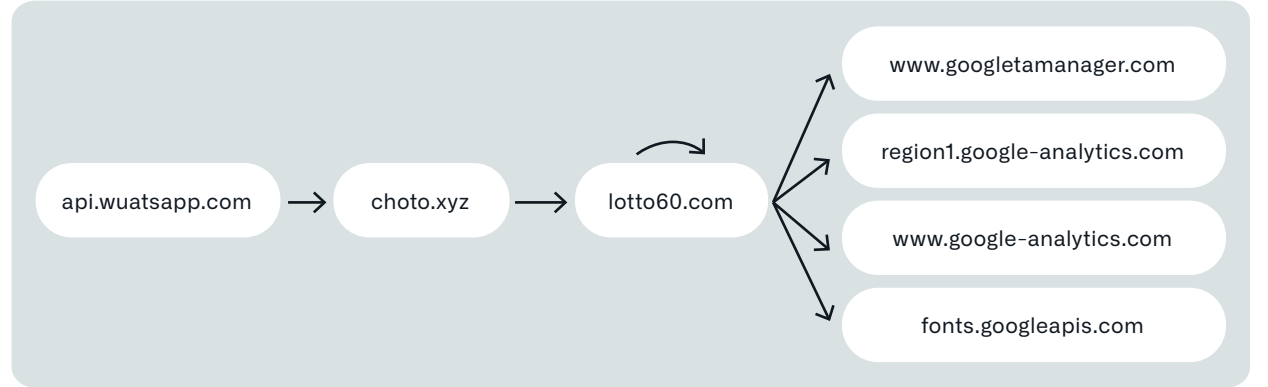 www.googletamanager.com
region1.google-analytics.com
api.wuatsapp.com
choto.xyz
lotto60.com
www.google-analytics.com
fonts.googleapis.com